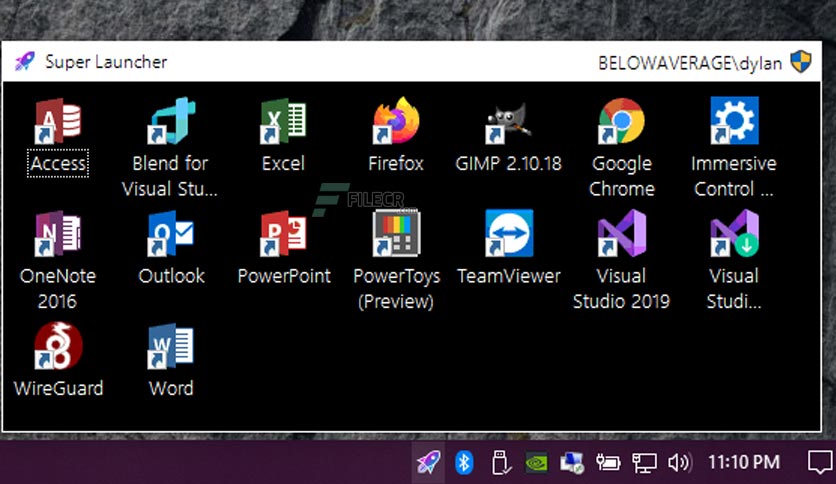 Super Launcher
BELOWAVERAGE\dylan
Access
Blend for
Visual Stu...
Excel
Firefox
GIMP 2.10.18
Google
Chrome
Immersive
Control ...
FILECR
.com
OneNote
2016
Outlook
PowerPoint
PowerToys
(Preview)
TeamViewer
Visual
Studio 2019
Visual
Studi...
WireGuard
Word
11:10 PM